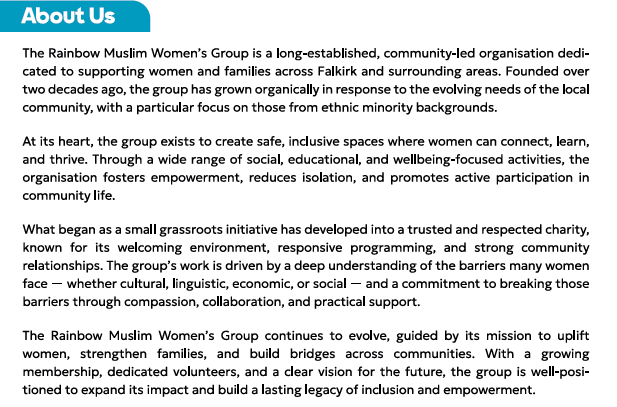 About Us
The Rainbow Muslim Women's Group is a long-established, community-led organisation dedi-
cated to supporting women and families across Falkirk and surrounding areas. Founded over
two decades ago, the group has grown organically in response to the evolving needs of the local
community, with a particular focus on those from ethnic minority backgrounds.
At its heart, the group exists to create safe, inclusive spaces where women can connect, learn,
and thrive. Through a wide range of social, educational, and wellbeing-focused activities, the
organisation fosters empowerment, reduces isolation, and promotes active participation in
community life.
What began as a small grassroots initiative has developed into a trusted and respected charity,
known for its welcoming environment, responsive programming, and strong community
relationships. The group's work is driven by a deep understanding of the barriers many women
face — whether cultural, linguistic, economic, or social — and a commitment to breaking those
barriers through compassion, collaboration, and practical support.
The Rainbow Muslim Women's Group continues to evolve, guided by its mission to uplift
women, strengthen families, and build bridges across communities. With a growing
membership, dedicated volunteers, and a clear vision for the future, the group is well-posi-
tioned to expand its impact and build a lasting legacy of inclusion and empowerment.